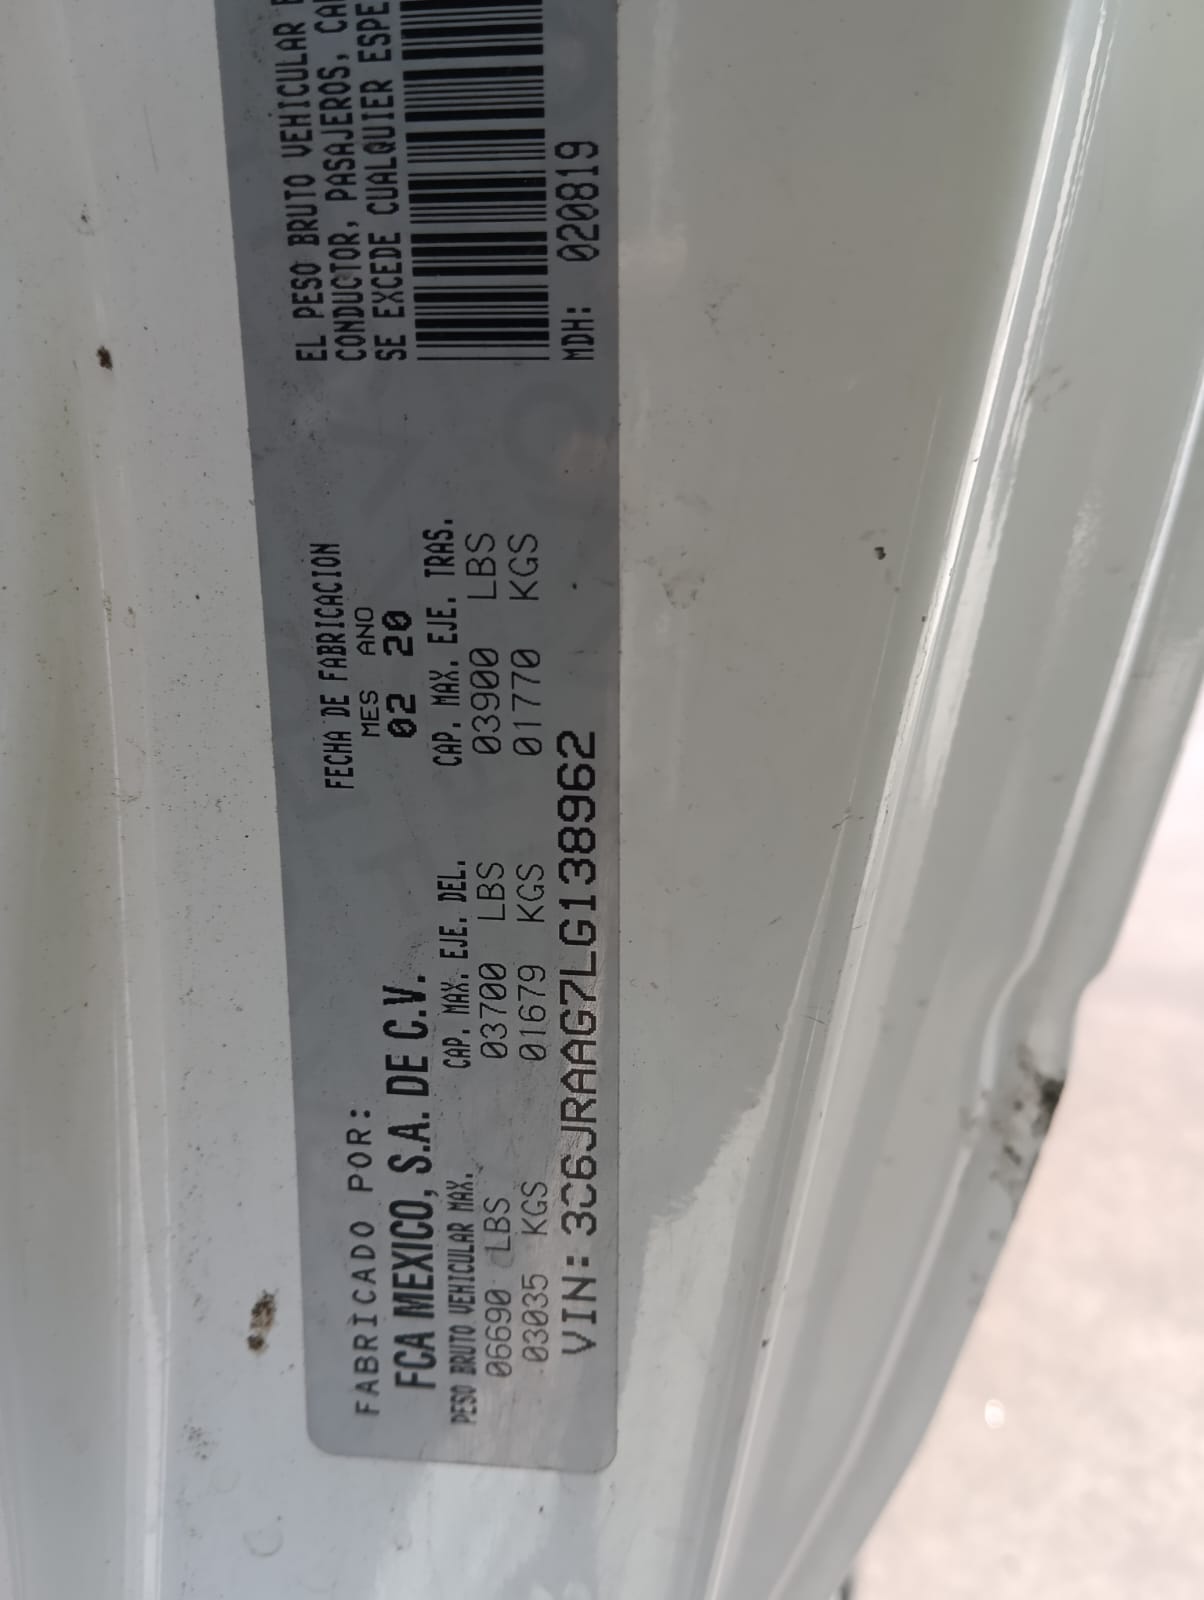 FABRICADO POR:
FCA MEXICO, S.A. DE C.V.
FECHA DE FABRICACION
MES ANO
02 20
PESO BRUTO VEHICULAR MAX.
06690 LBS
03035 KGS
CAP. MAX. EJE. DEL.
03700 LBS
01679 KGS
CAP. MAX. EJE. TRAS.
03900 LBS
01770 KGS
VIN: 3C6JRAAG7LG138962
EL PESO BRUTO VEHICULAR
CONDUCTOR, PASAJEROS,
SE EXCEDE CUALQUIER
MDH: 020819